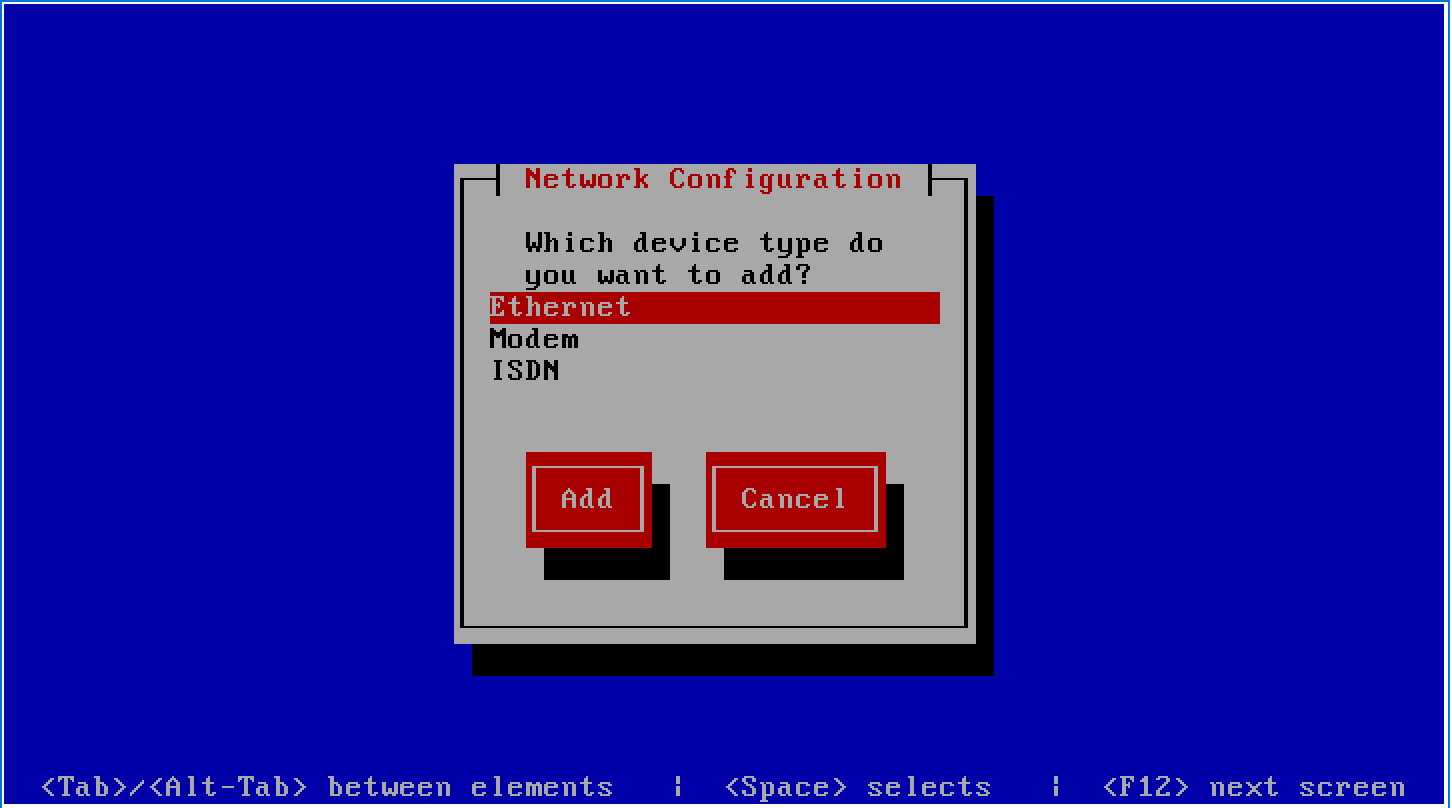 Network Configuration
Which device type do
you want to add?
Ethernet
Modem
ISDN
Add Cancel
<Tab>/<Alt-Tab> between elements | <Space> selects | <F12> next screen